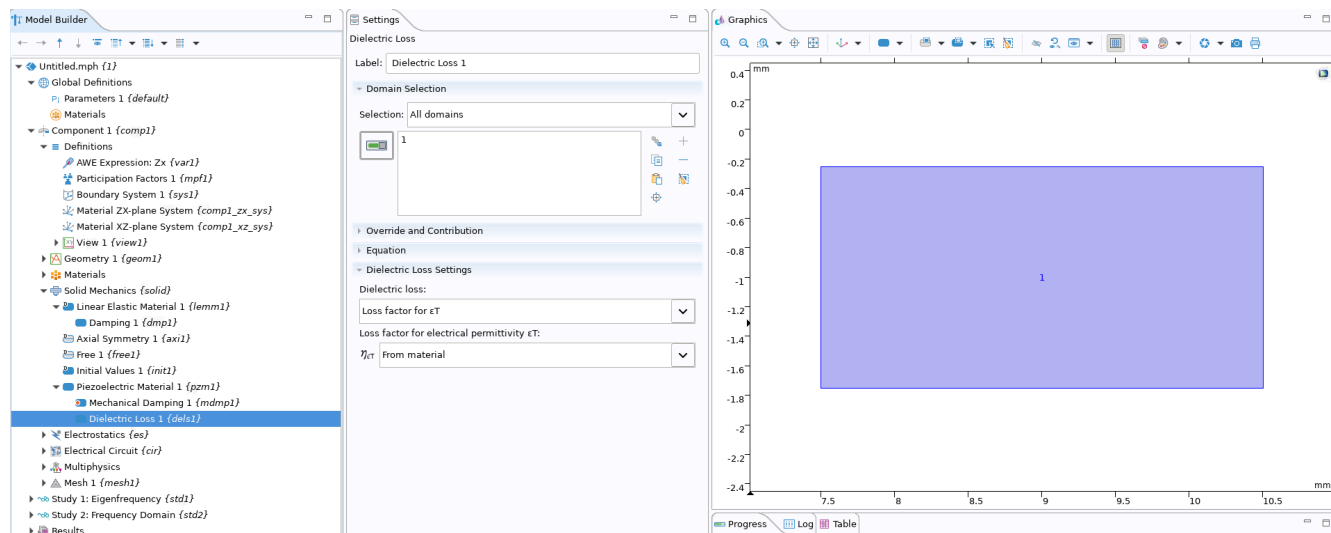 Model Builder
Untitled.mph {1}
Global Definitions
Pi Parameters 1 {default}
Materials
Component 1 {comp1}
Definitions
AWE Expression: Zx {var1}
Participation Factors 1 {mpf1}
Boundary System 1 {sys1}
Material ZX-plane System {comp1_zx_sys}
Material XZ-plane System {comp1_xz_sys}
View 1 {view1}
Geometry 1 {geom1}
Materials
Solid Mechanics {solid}
Linear Elastic Material 1 {lemm1}
Damping 1 {dmp1}
Axial Symmetry 1 {axi1}
Free 1 {free1}
Initial Values 1 {init1}
Piezoelectric Material 1 {pzm1}
Mechanical Damping 1 {mdmp1}
Dielectric Loss 1 {dels1}
Electrostatics {es}
Electrical Circuit {cir}
Multiphysics
Mesh 1 {mesh1}
Study 1: Eigenfrequency {std1}
Study 2: Frequency Domain {std2}
Results
Settings
Dielectric Loss
Label: Dielectric Loss 1
Domain Selection
Selection: All domains
1
Override and Contribution
Equation
Dielectric Loss Settings
Dielectric loss:
Loss factor for εT
Loss factor for electrical permittivity εT:
ηεT From material
Graphics
mm
0.4
0.2
0
-0.2
-0.4
-0.6
-0.8
-1
-1.2
-1.4
-1.6
-1.8
-2
-2.2
-2.4
1
mm
7.5 8 8.5 9 9.5 10 10.5
Progress Log Table